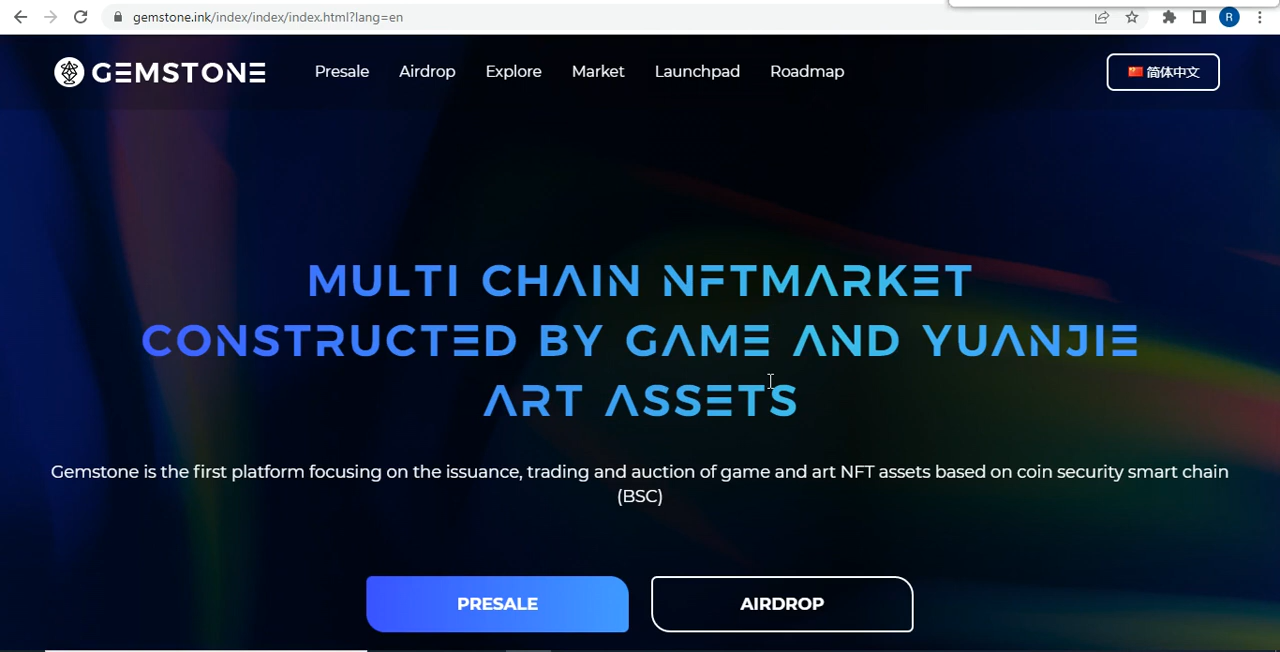 gemstone.ink/index/index/index.html?lang=en
R
GEMSTONE
Presale
Airdrop
Explore
Market
Launchpad
Roadmap
简体中文
MULTI CHAIN NFTMARKET
CONSTRUCTED BY GAME AND YUANJIE
ART ASSETS
Gemstone is the first platform focusing on the issuance, trading and auction of game and art NFT assets based on coin security smart chain
(BSC)
PRESALE
AIRDROP